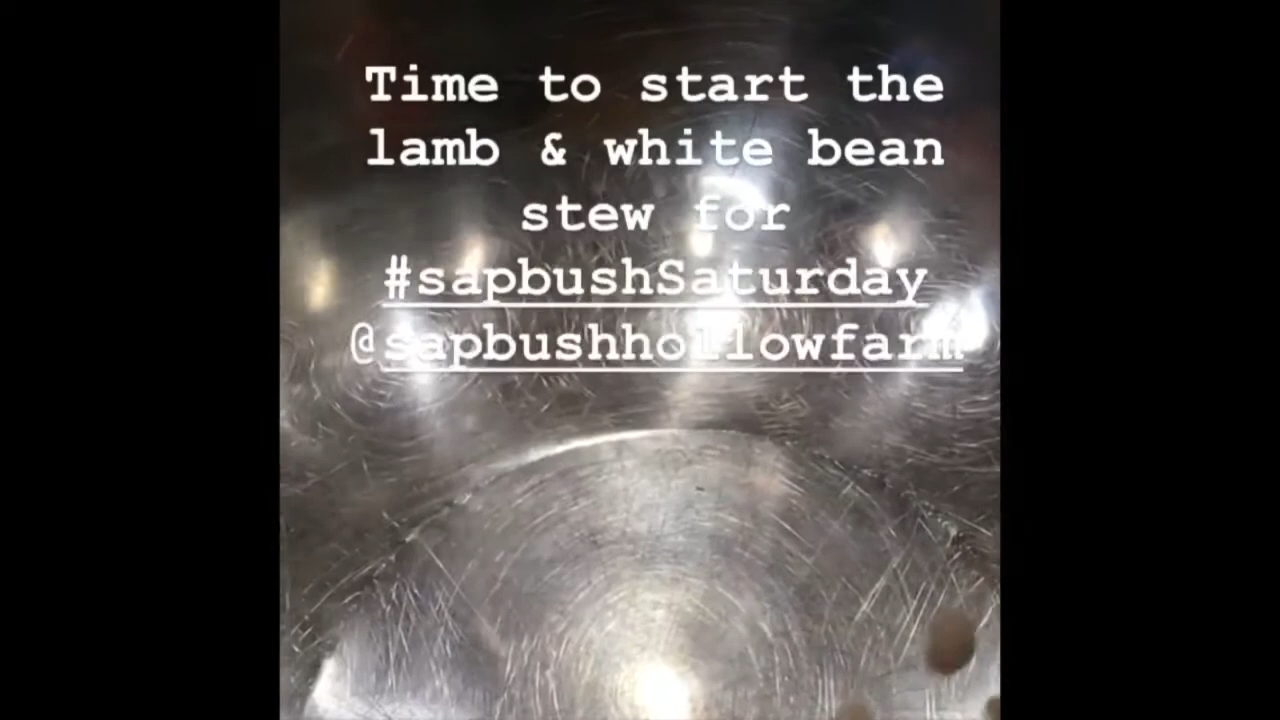 Time to start the
lamb & white bean
stew for
#sapbushSaturday
@sapbushhollowfarm